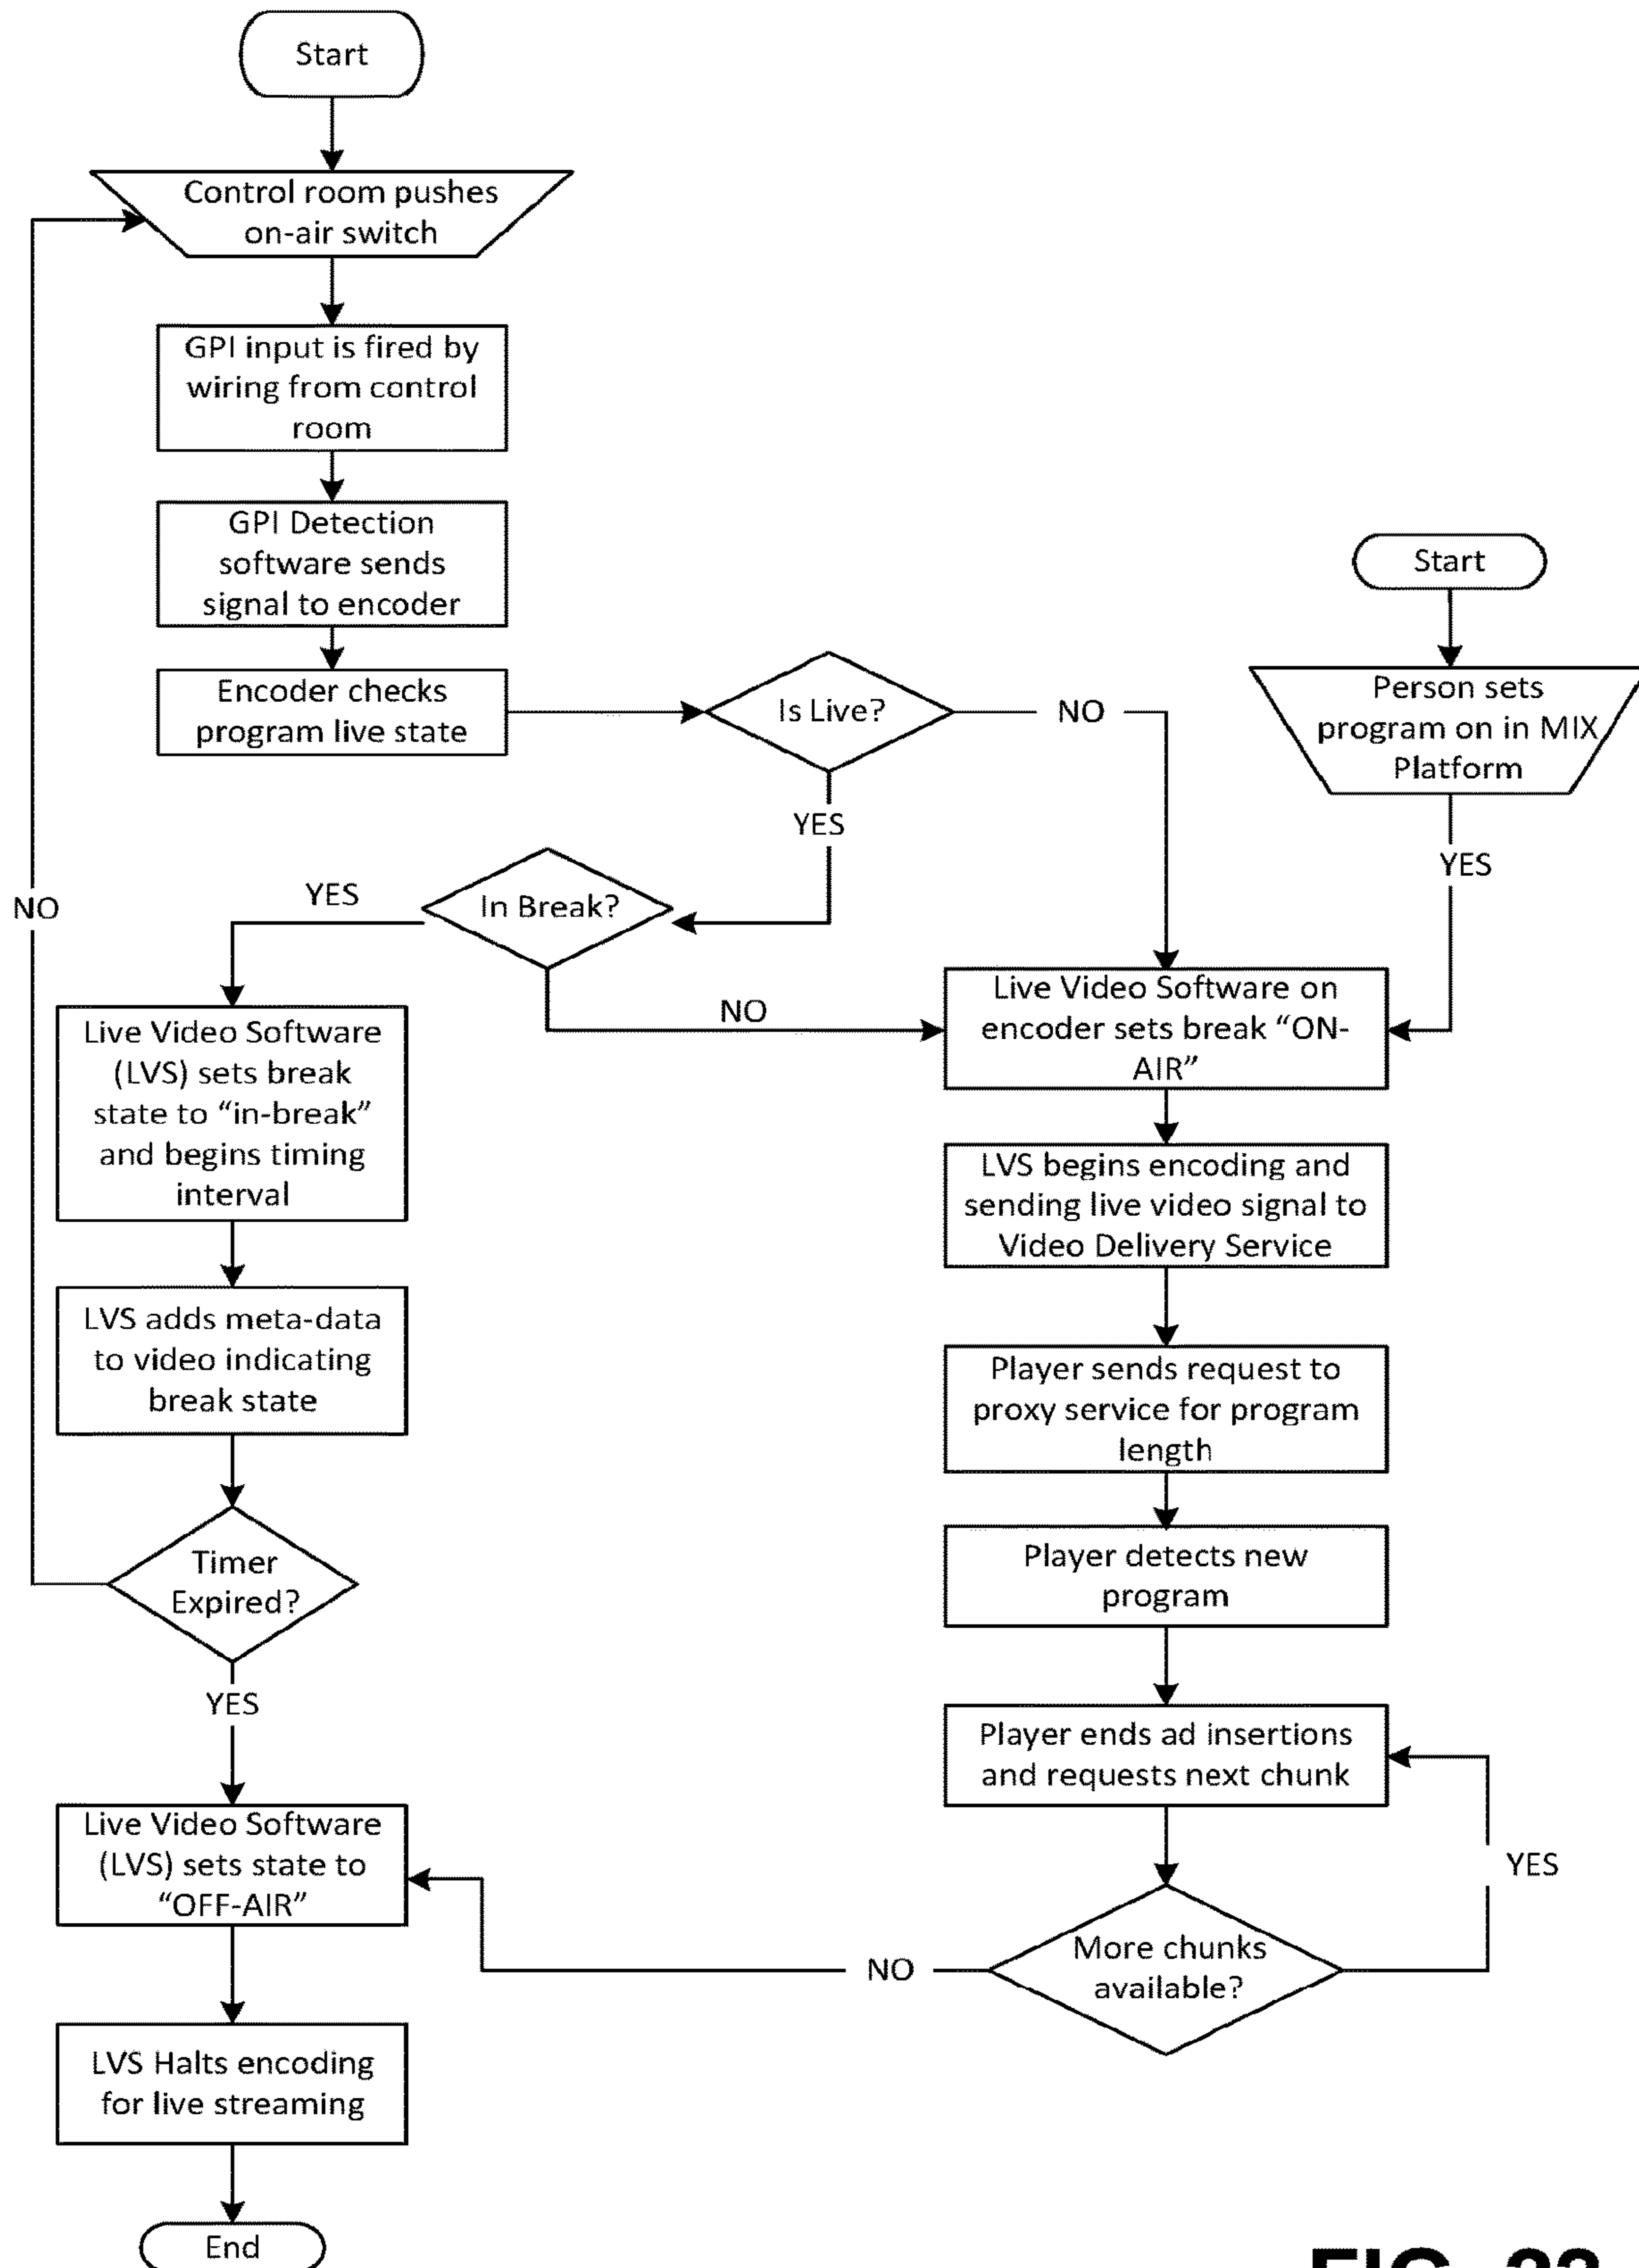 Start
Control room pushes
on-air switch
GPI input is fired by
wiring from control
room
GPI Detection
software sends
signal to encoder
Encoder checks
program live state
Is Live?
NO
YES
Start
Person sets
program on in MIX
Platform
YES
In Break?
YES
NO
NO
Live Video Software
(LVS) sets break
state to “in-break”
and begins timing
interval
LVS adds meta-data
to video indicating
break state
Timer
Expired?
YES
Live Video Software
(LVS) sets state to
“OFF-AIR”
LVS Halts encoding
for live streaming
End
Live Video Software on
encoder sets break “ON-
AIR”
LVS begins encoding and
sending live video signal to
Video Delivery Service
Player sends request to
proxy service for program
length
Player detects new
program
Player ends ad insertions
and requests next chunk
YES
More chunks
available?
NO